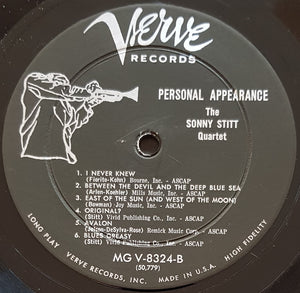 Verve
RECORDS
PERSONAL APPEARANCE
The
SONNY STITT
Quartet
1. I NEVER KNEW
(Fiorito-Kahn) Bourne, Inc. - ASCAP
2. BETWEEN THE DEVIL AND THE DEEP BLUE SEA
(Arlen-Koehler) Mills Music, Inc. - ASCAP
3. EAST OF THE SUN (AND WEST OF THE MOON)
(Bowman) Joy Music, Inc. - ASCAP
4. ORIGINAL?
(Stitt) Vivid Publishing Co., Inc. - ASCAP
5. AVALON
(Jolson-DeSylva-Rose) Remick Music Corp. - ASCAP
6. BLUES GREASY
(Stitt) Vivid Publishing Co., Inc. - ASCAP
MG V-8324-B
(50,779)
LONG PLAY VERVE RECORDS, INC. MADE IN U.S.A. HIGH FIDELITY